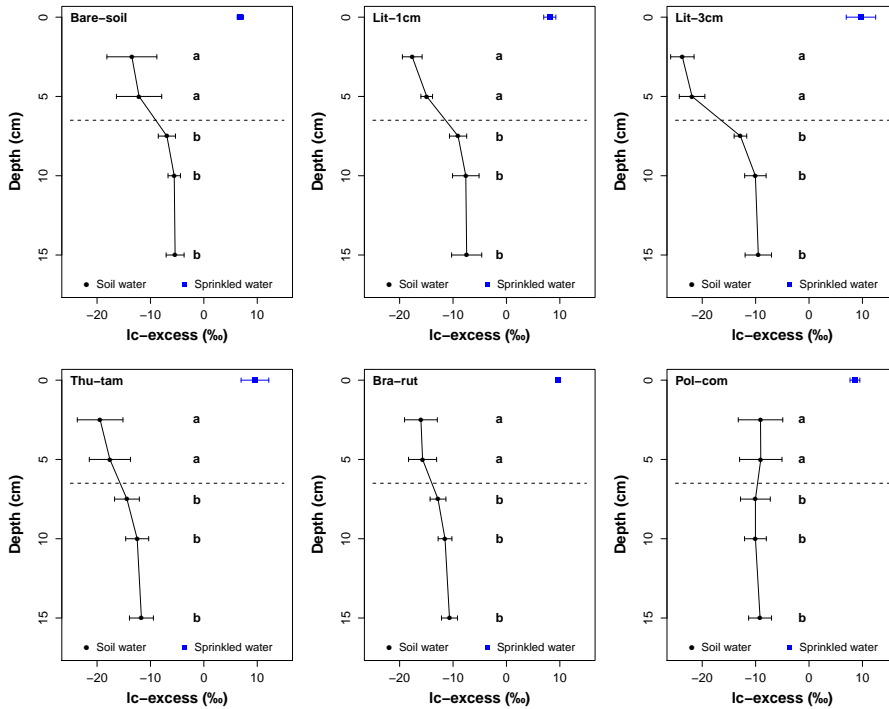 Bare−soil
Depth (cm)
0
5
10
15
a
a
b
b
b
Soil water
Sprinkled water
−20 −10 0 10
lc−excess (‰)
Lit−1cm
Depth (cm)
0
5
10
15
a
a
b
b
b
Soil water
Sprinkled water
−20 −10 0 10
lc−excess (‰)
Lit−3cm
Depth (cm)
0
5
10
15
a
a
b
b
b
Soil water
Sprinkled water
−20 −10 0 10
lc−excess (‰)
Thu−tam
Depth (cm)
0
5
10
15
a
a
b
b
b
Soil water
Sprinkled water
−20 −10 0 10
lc−excess (‰)
Bra−rut
Depth (cm)
0
5
10
15
a
a
b
b
b
Soil water
Sprinkled water
−20 −10 0 10
lc−excess (‰)
Pol−com
Depth (cm)
0
5
10
15
a
a
b
b
b
Soil water
Sprinkled water
−20 −10 0 10
lc−excess (‰)